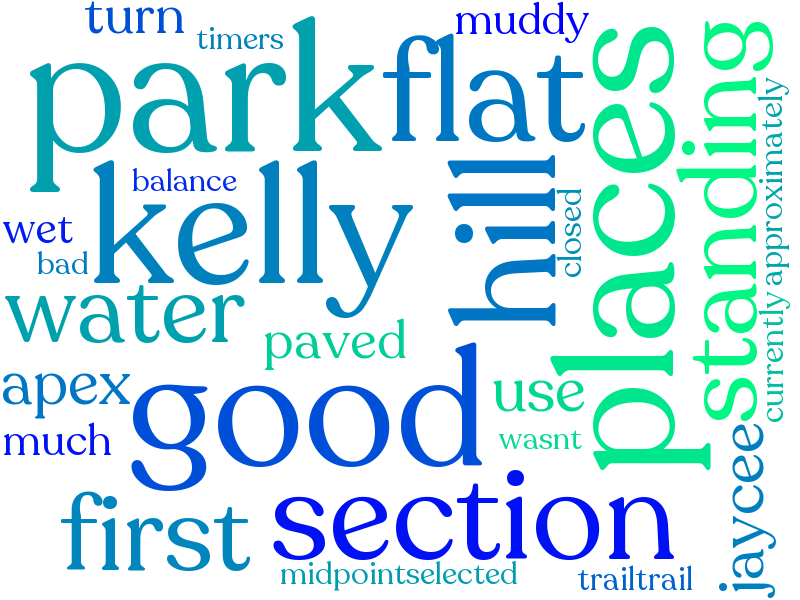 turn
timers
muddy
park
flat
places
standing
approximately
balance
kelly
hill
closed
wet
bad
water
paved
currently
apex
good
use
much
wasnt
jaycee
first
section
midpointselected
trailtrail